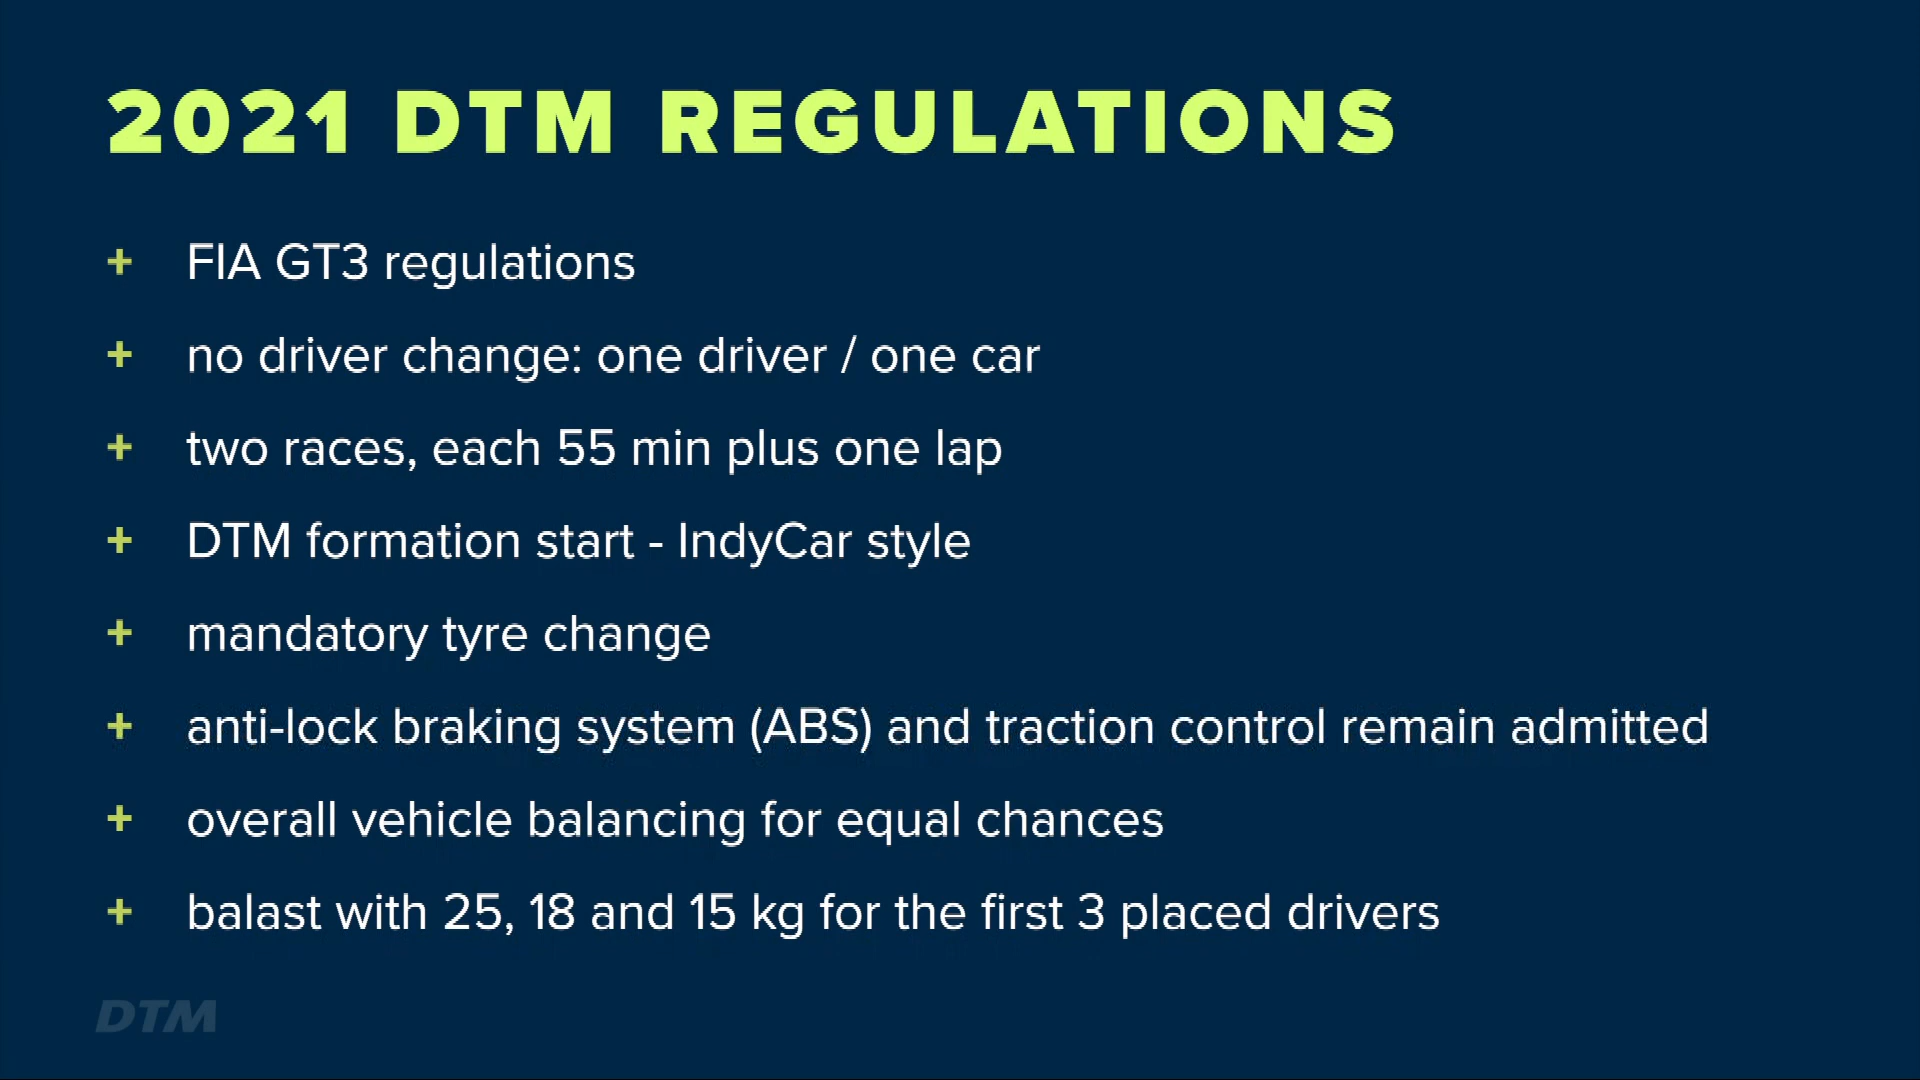 2021 DTM REGULATIONS
+ FIA GT3 regulations
+ no driver change: one driver / one car
+ two races, each 55 min plus one lap
+ DTM formation start - IndyCar style
+ mandatory tyre change
+ anti-lock braking system (ABS) and traction control remain admitted
+ overall vehicle balancing for equal chances
+ balast with 25, 18 and 15 kg for the first 3 placed drivers
DTM